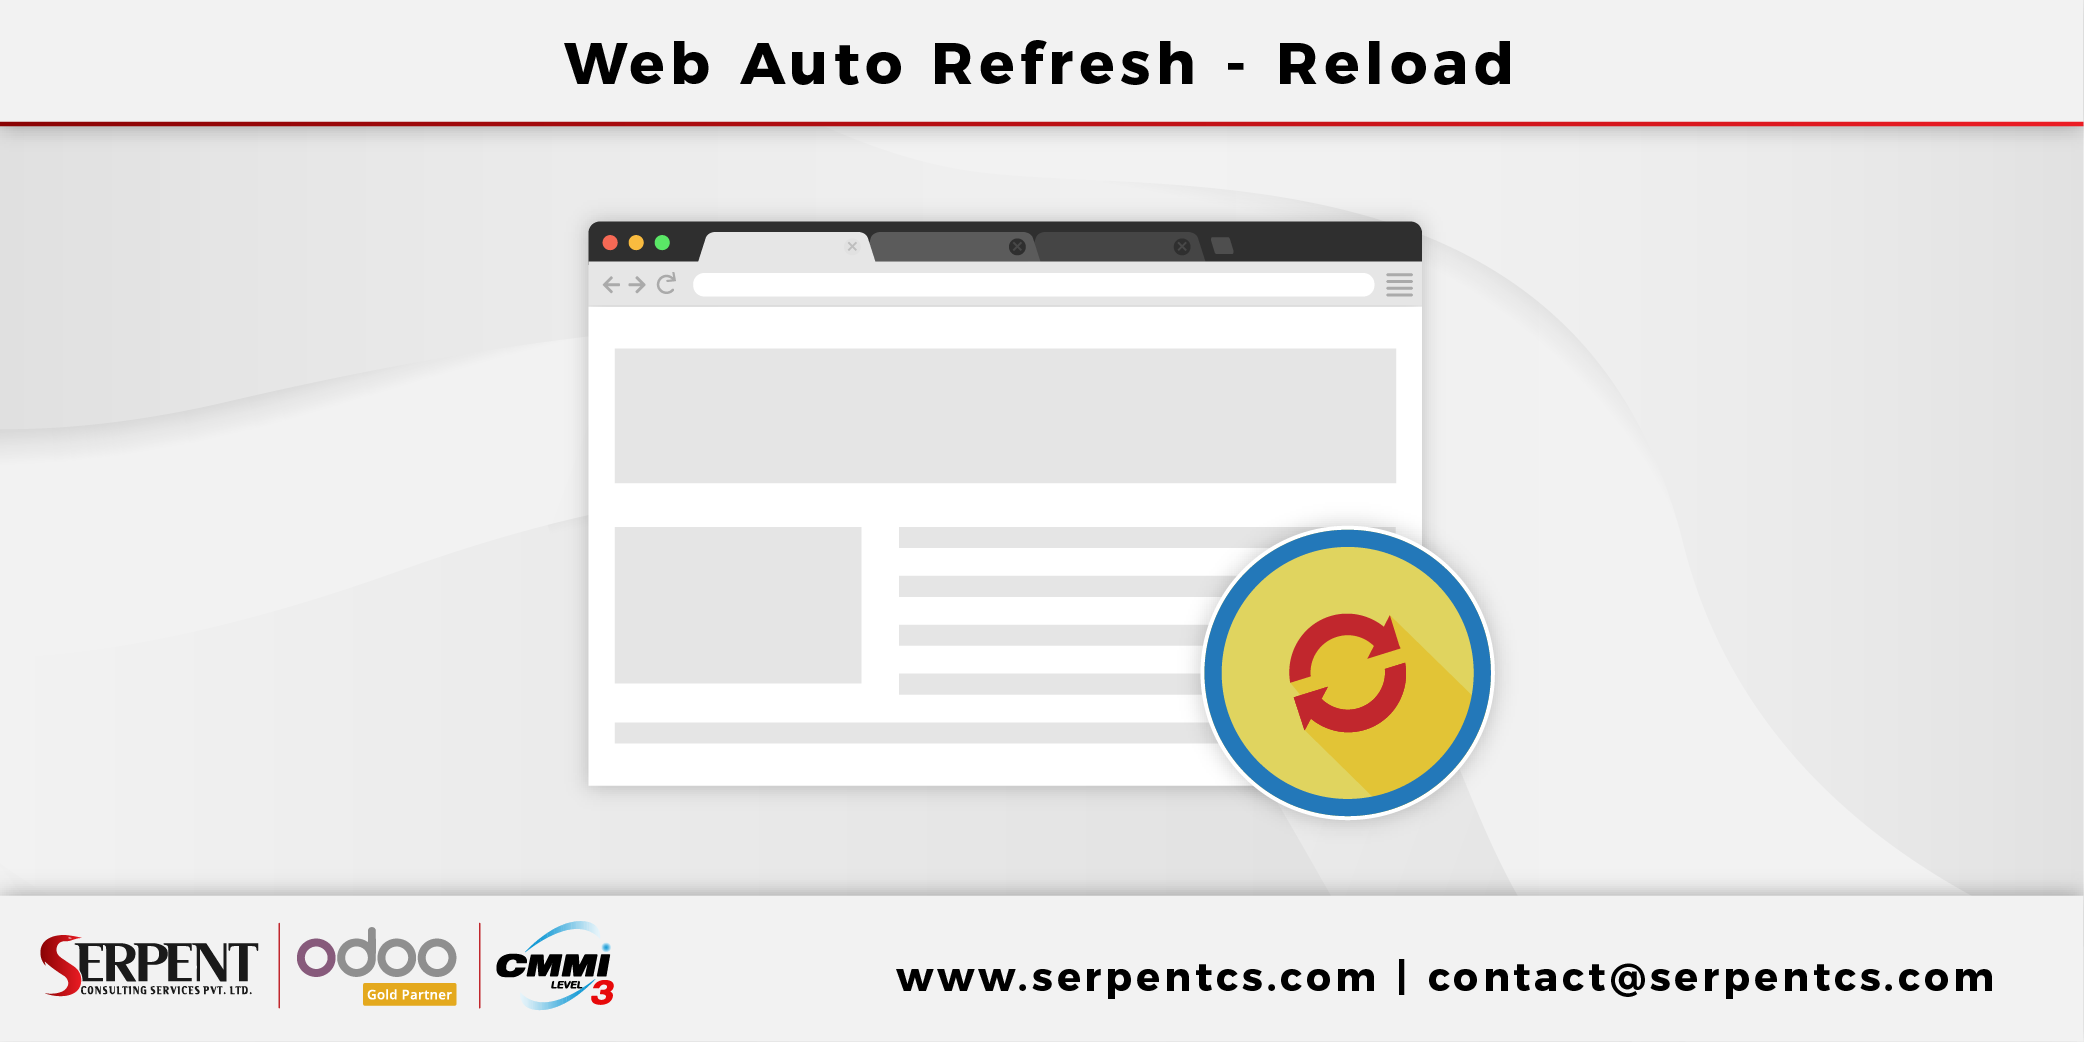 Web Auto Refresh - Reload
SERPENT
CONSULTING SERVICES PVT. LTD.
odoo
Gold Partner
CMMi
LEVEL 3
www.serpentcs.com | contact@serpentcs.com